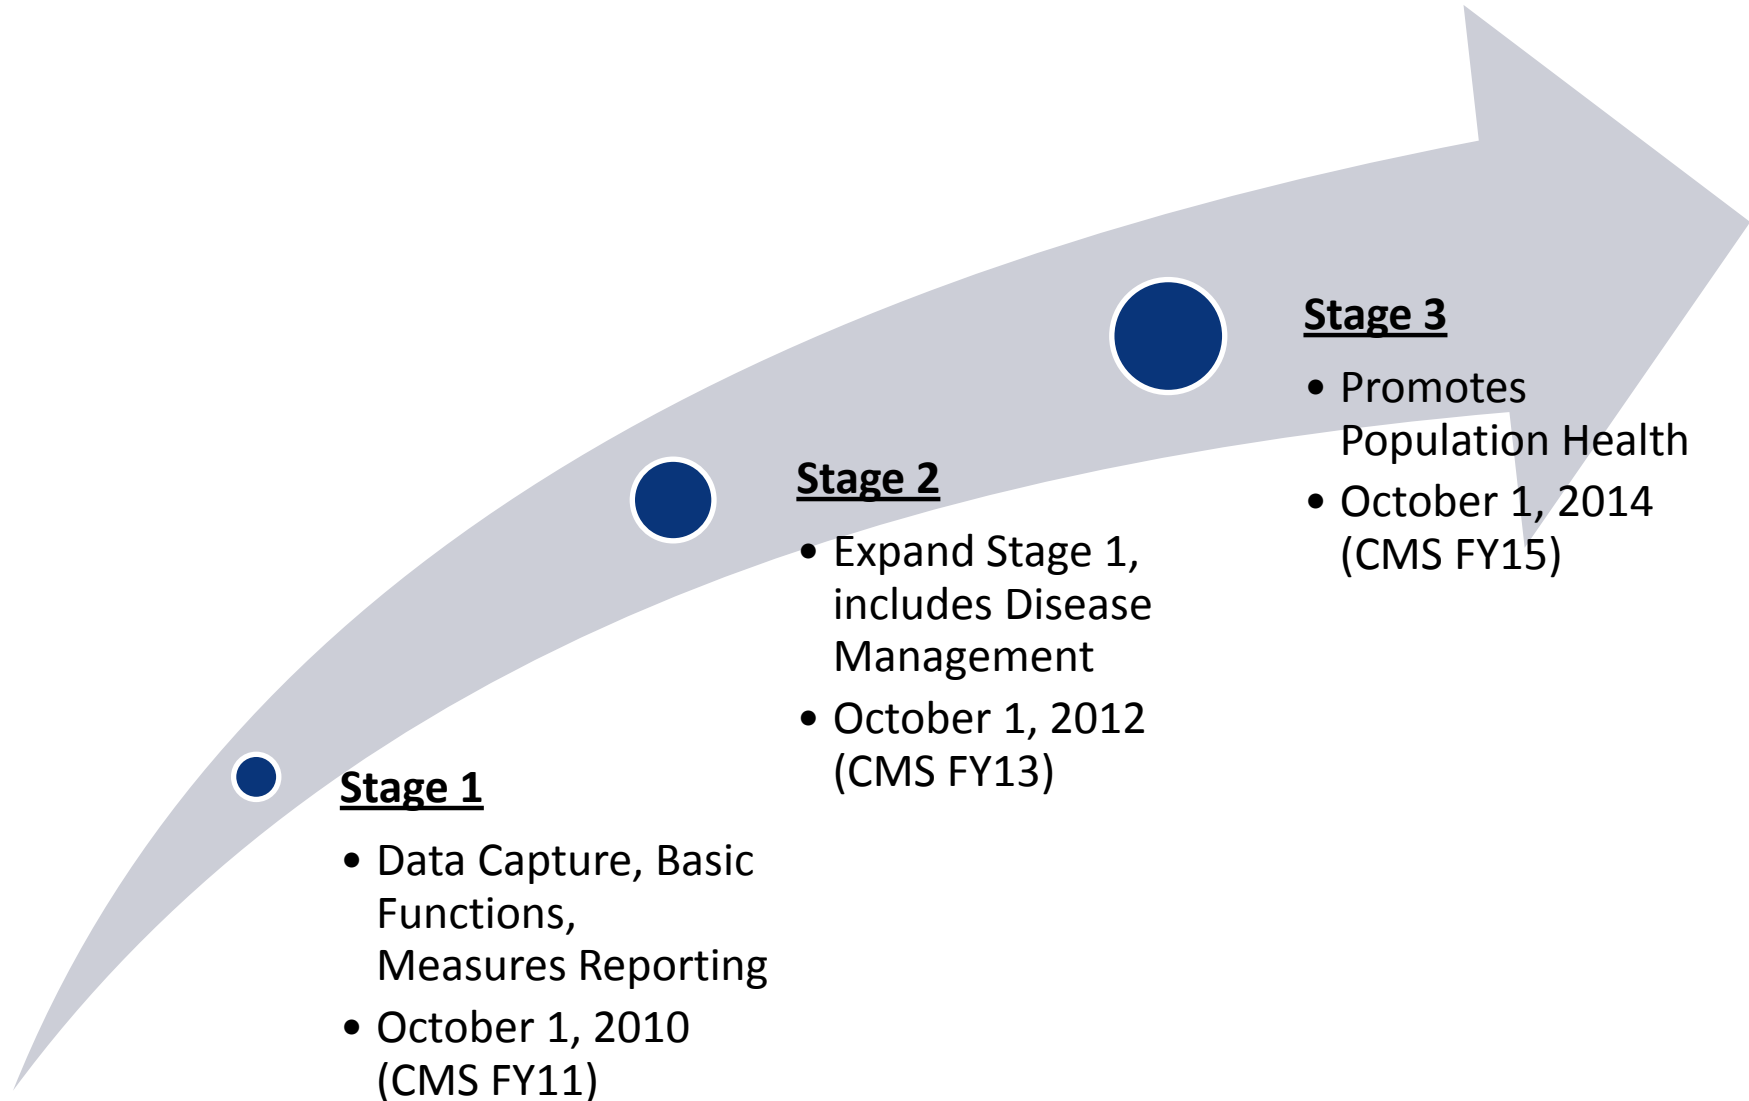 Stage 1
• Data Capture, Basic
Functions,
Measures Reporting
• October 1, 2010
(CMS FY11)
Stage 2
• Expand Stage 1,
includes Disease
Management
• October 1, 2012
(CMS FY13)
Stage 3
• Promotes
Population Health
• October 1, 2014
(CMS FY15)